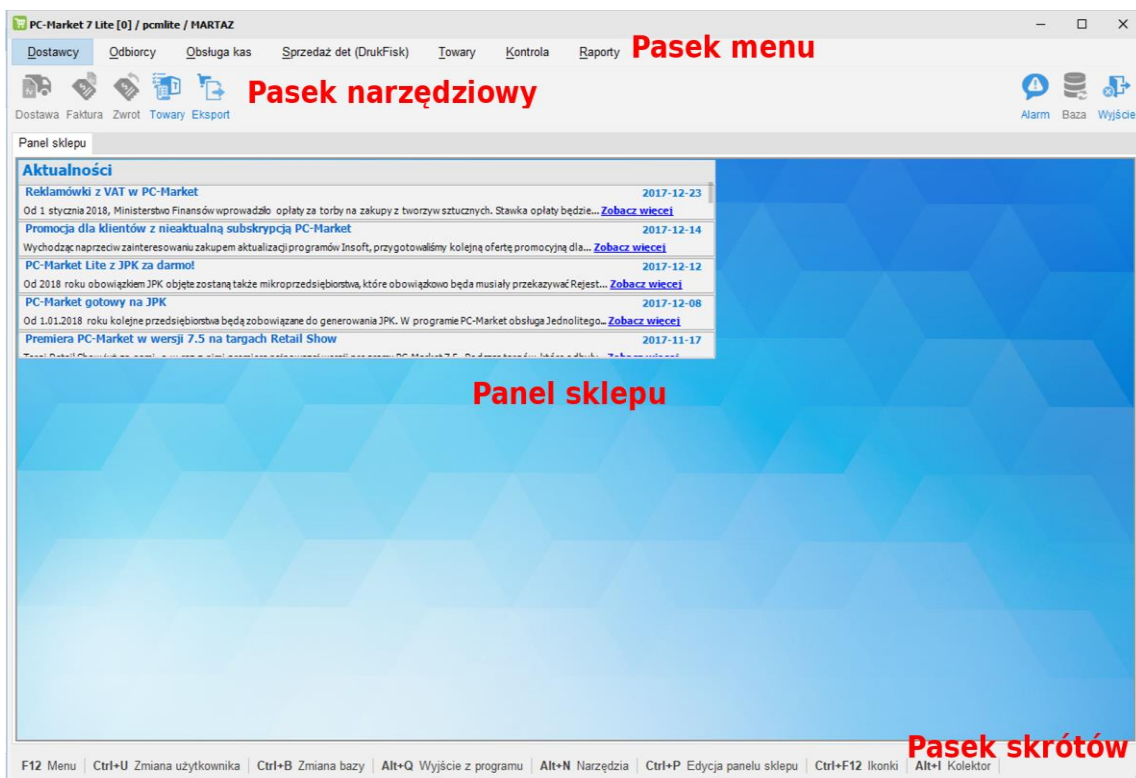 PC-Market 7 Lite [0] / pcmlite / MARTAZ
Dostawcy Odbiorcy Obsługa kas Sprzedaż det (DrukFisk) Towary Kontrola Raporty Pasek menu
Pasek narzędziowy
Dostawa Faktura Zwrot Towary Eksport Alarm Baza Wyjście
Panel sklepu
Aktualności
Reklamówki z VAT w PC-Market 2017-12-23
Od 1 stycznia 2018, Ministerstwo Finansów wprowadziło opłaty za torby na zakupy z tworzyw sztucznych. Stawka opłaty będzie... Zobacz więcej
Promocja dla klientów z nieaktualną subskrypcją PC-Market 2017-12-14
Wychodząc naprzeciw zainteresowaniu zakupem aktualizacji programów Insoft, przygotowaliśmy kolejną ofertę promocyjną dla... Zobacz więcej
PC-Market Lite z JPK za darmo! 2017-12-12
Od 2018 roku obowiązkiem JPK objęte zostaną także mikroprzedsiębiorstwa, które obowiązkowo będa musiały przekazywać Rejest... Zobacz więcej
PC-Market gotowy na JPK 2017-12-08
Od 1.01.2018 roku kolejne przedsiębiorstwa będą zobowiązane do generowania JPK. W programie PC-Market obsługa Jednolitego... Zobacz więcej
Premiera PC-Market w wersji 7.5 na targach Retail Show 2017-11-17
Panel sklepu
Pasek skrótów
F12 Menu | Ctrl+U Zmiana użytkownika | Ctrl+B Zmiana bazy | Alt+Q Wyjście z programu | Alt+N Narzędzia | Ctrl+P Edycja panelu sklepu | Ctrl+F12 Ikonki | Alt+I Kolektor